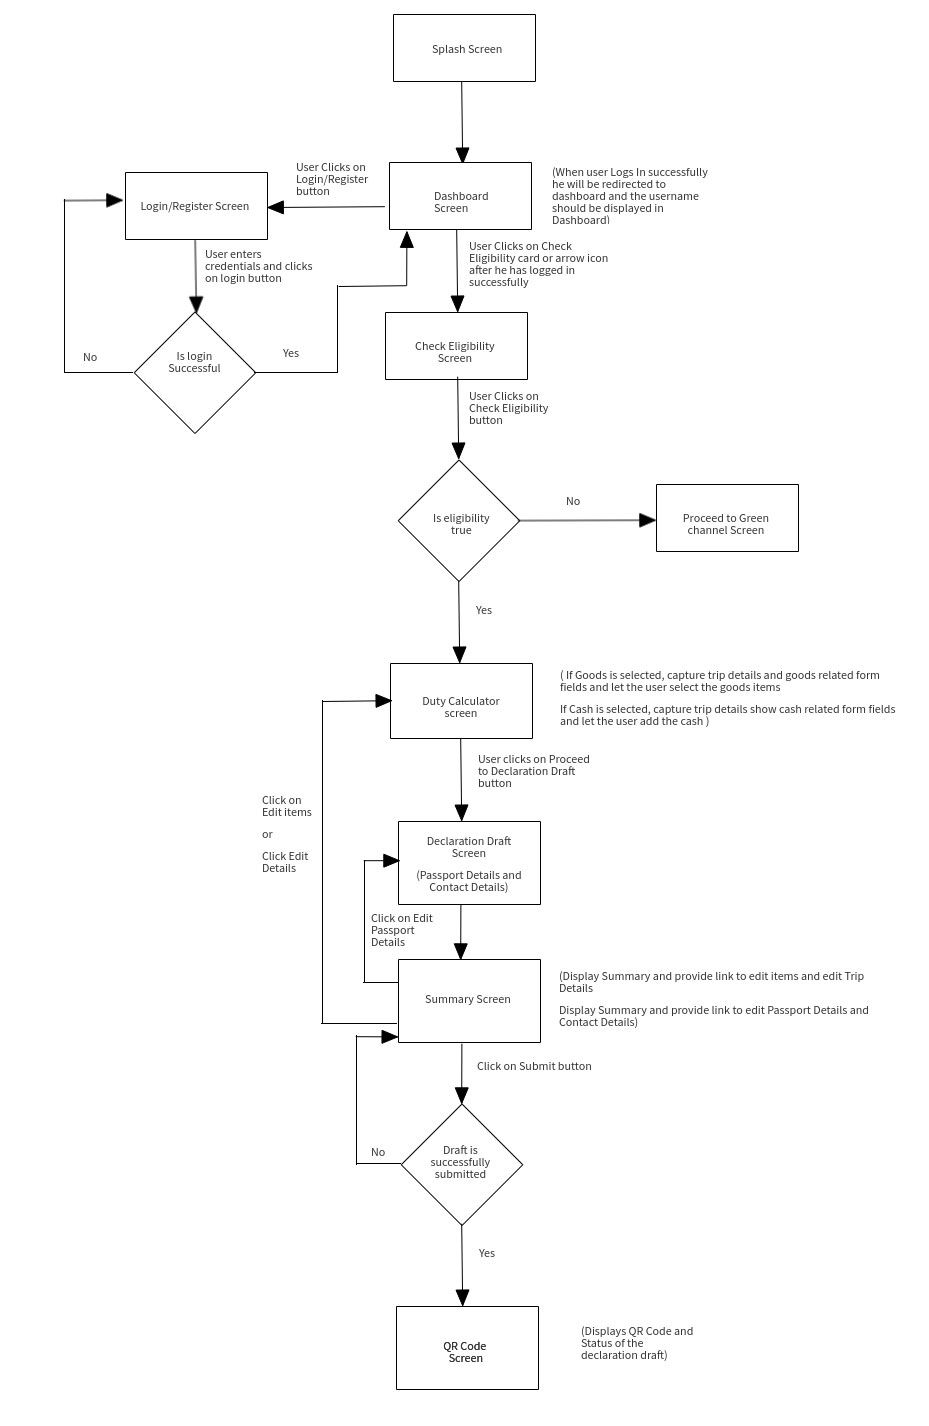 Splash Screen
User Clicks on
Login/Register
button
Login/Register Screen
Dashboard
Screen
(When user Logs In successfully
he will be redirected to
dashboard and the username
should be displayed in
Dashboard)
User enters
credentials and clicks
on login button
User Clicks on Check
Eligibility card or arrow icon
after he has logged in
successfully
No
Is login
Successful
Yes
Check Eligibility
Screen
User Clicks on
Check Eligibility
button
Is eligibility
true
No
Proceed to Green
channel Screen
Yes
Duty Calculator
screen
( If Goods is selected, capture trip details and goods related form
fields and let the user select the goods items
If Cash is selected, capture trip details show cash related form fields
and let the user add the cash )
User clicks on Proceed
to Declaration Draft
button
Click on
Edit items
or
Click Edit
Details
Declaration Draft
Screen
(Passport Details and
Contact Details)
Click on Edit
Passport
Details
Summary Screen
(Display Summary and provide link to edit items and edit Trip
Details
Display Summary and provide link to edit Passport Details and
Contact Details)
Click on Submit button
No
Draft is
successfully
submitted
Yes
QR Code
Screen
(Displays QR Code and
Status of the
declaration draft)